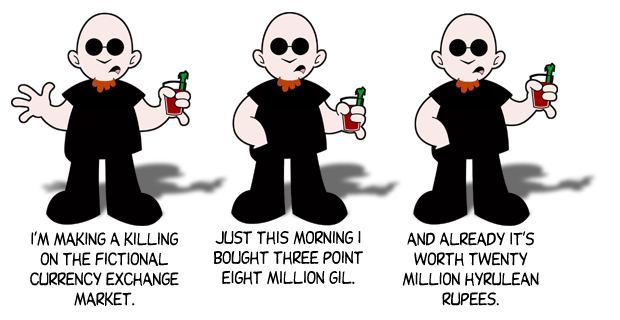 I'M MAKING A KILLING
ON THE FICTIONAL
CURRENCY EXCHANGE
MARKET.
JUST THIS MORNING I
BOUGHT THREE POINT
EIGHT MILLION GIL.
AND ALREADY IT'S
WORTH TWENTY
MILLION HYRULEAN
RUPEES.